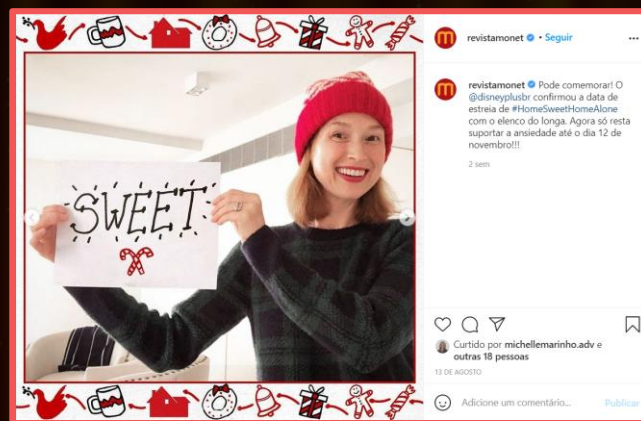 SWEET
revistamonet • Seguir
revistamonet Pode comemorar! O
@disneyplusbr confirmou a data de
estreia de #HomeSweetHomeAlone
com o elenco do longa. Agora só resta
suportar a ansiedade até o dia 12 de
novembro!!!
2 sem
Curtido por michellemarinho.adv e
outras 18 pessoas
13 DE AGOSTO
Adicione um comentário...
Publicar